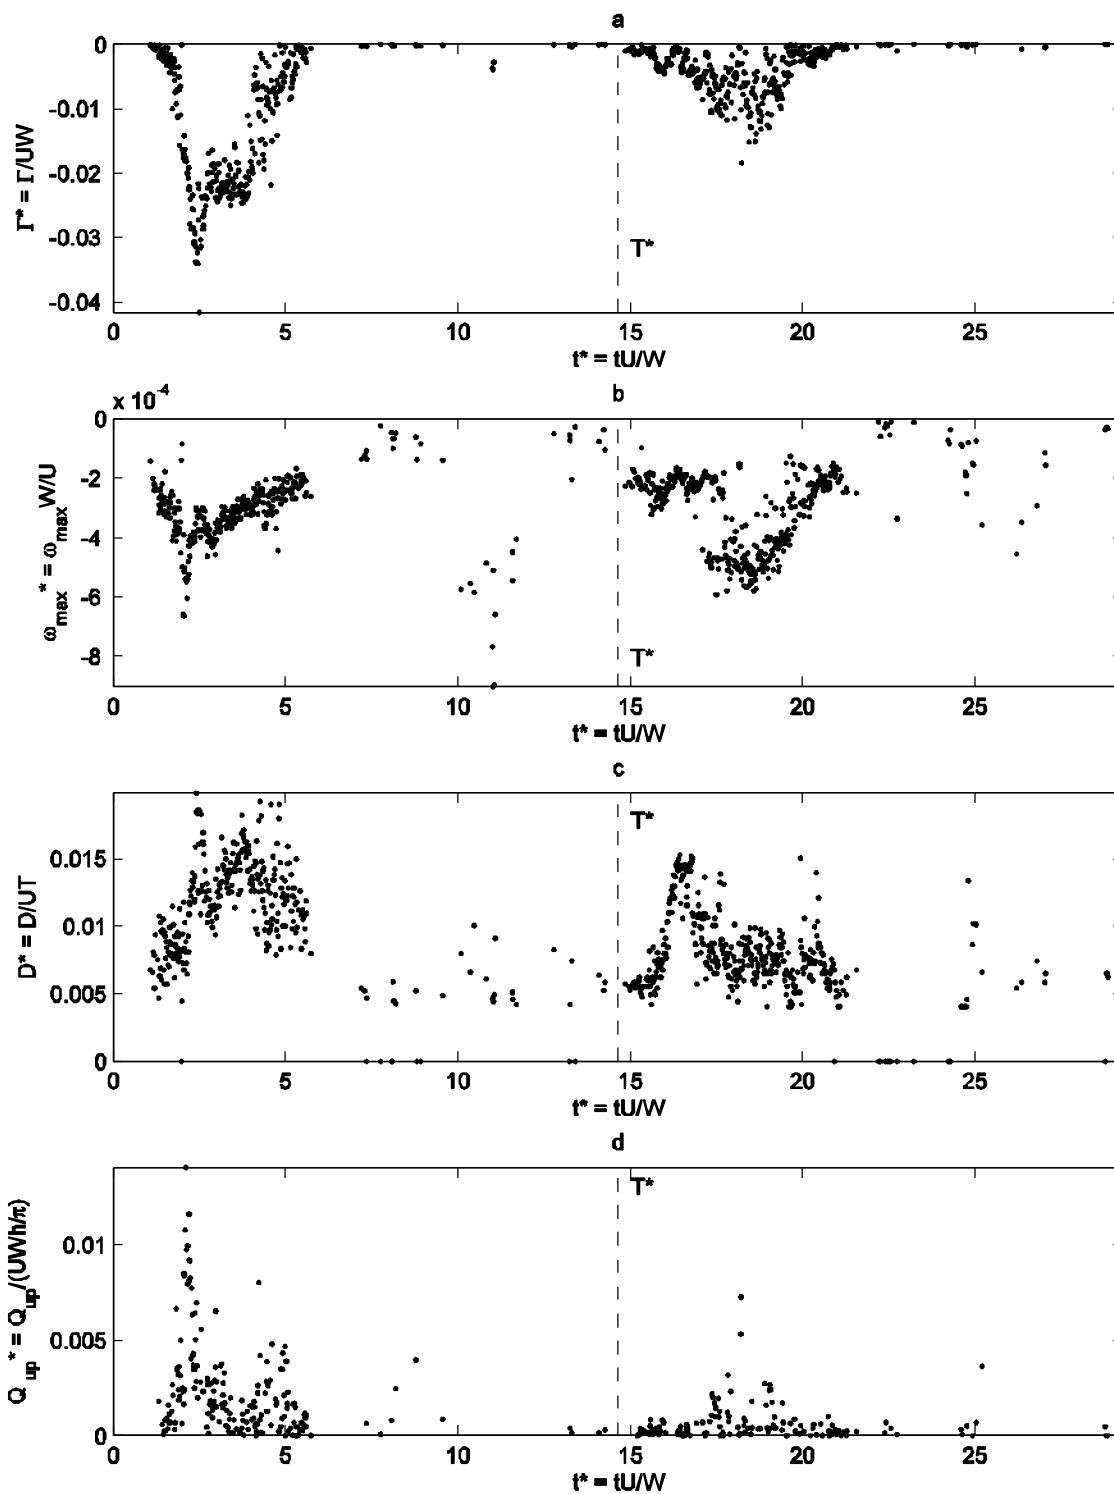 a
0
-0.01
-0.02
-0.03
-0.04
Γ* = Γ/UW
T*
0 5 10 15 20 25
t* = tU/W
b
x 10^-4
0
-2
-4
-6
-8
ω_max* = ω_max W/U
T*
0 5 10 15 20 25
t* = tU/W
c
0.015
0.01
0.005
0
D* = D/UT
T*
0 5 10 15 20 25
t* = tU/W
d
0.01
0.005
0
Q_up* = Q_up/(UWh/π)
T*
0 5 10 15 20 25
t* = tU/W